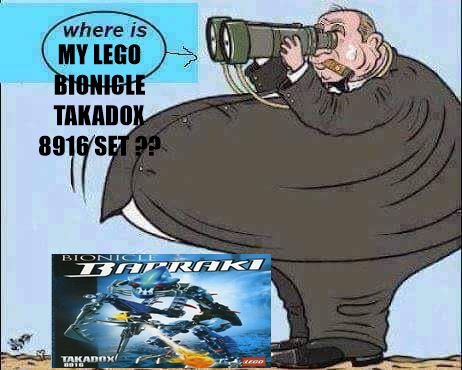 where is
MY LEGO
BIONICLE
TAKADOX
8916 SET ??
BIONICLE
BARRAKI
TAKADOX
8916
LEGO